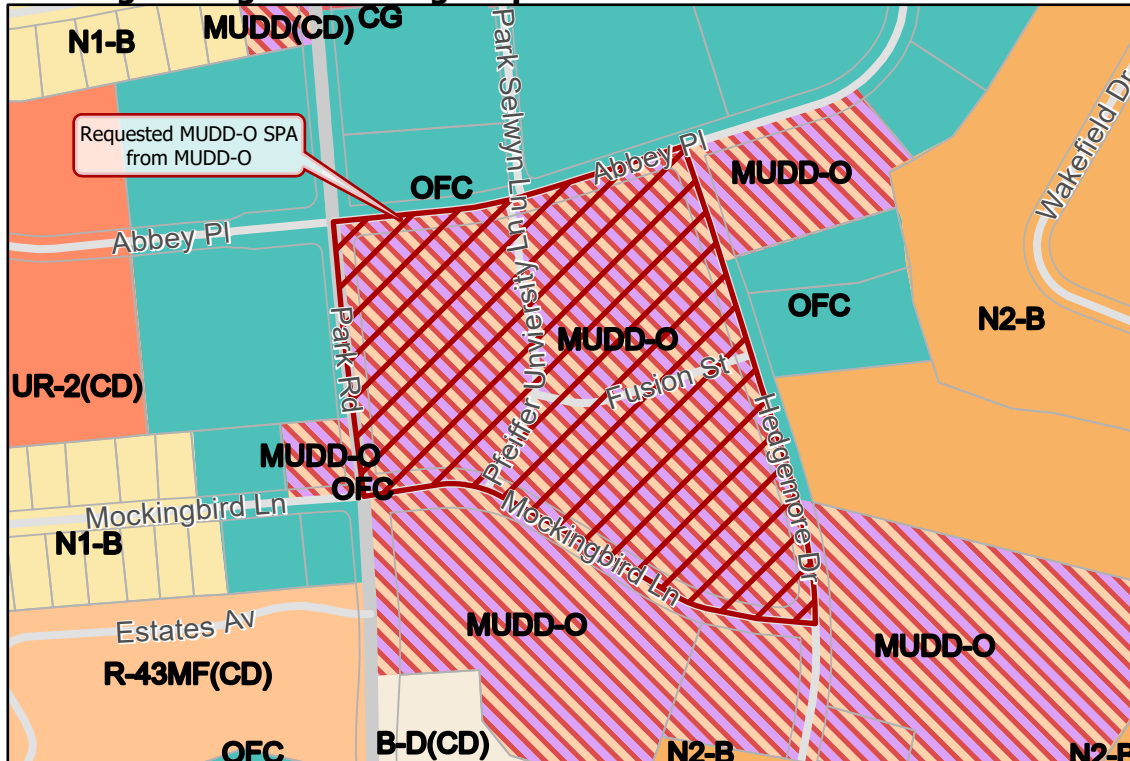 N1-B
MUDD(CD)
CG
Park Selwyn Ln
Requested MUDD-O SPA
from MUDD-O
OFC
Abbey Pl
MUDD-O
Wakefield Dr
Abbey Pl
Park Rd
Pfeiffer University Ln
MUDD-O
OFC
N2-B
UR-2(CD)
Fusion St
Hedgemore Dr
MUDD-O
OFC
Mockingbird Ln
N1-B
Mockingbird Ln
Estates Av
MUDD-O
MUDD-O
R-43MF(CD)
OFC
B-D(CD)
N2-B
N2-B